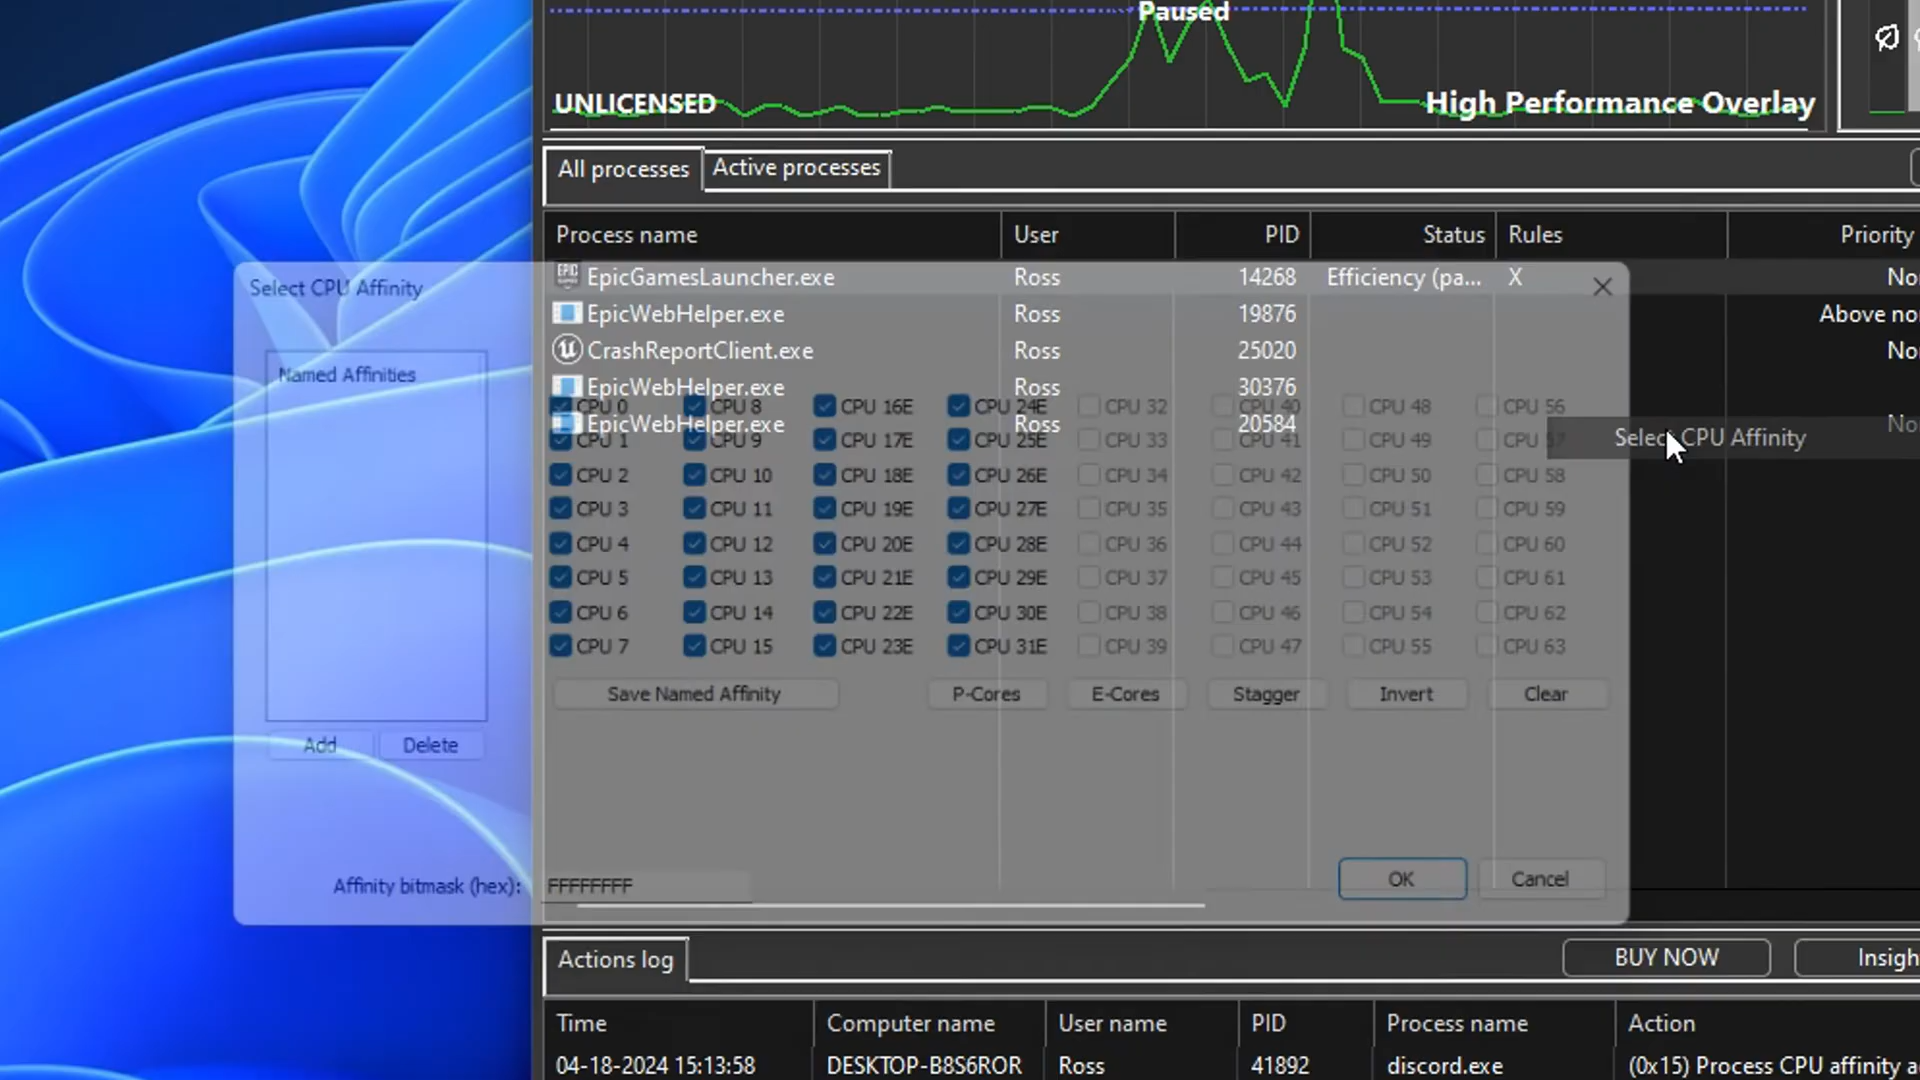 Paused
UNLICENSED
High Performance Overlay
All processes
Active processes
Process name User PID Status Rules Priority
EpicGamesLauncher.exe Ross 14268 Efficiency (pa... X
EpicWebHelper.exe Ross 19876 Above
CrashReportClient.exe Ross 25020
EpicWebHelper.exe Ross 30376
EpicWebHelper.exe Ross 20584
Select CPU Affinity
Select CPU Affinity
Named Affinities
CPU 0 CPU 8 CPU 16E CPU 24E CPU 32 CPU 40 CPU 48 CPU 56
CPU 1 CPU 9 CPU 17E CPU 25E CPU 33 CPU 41 CPU 49 CPU 57
CPU 2 CPU 10 CPU 18E CPU 26E CPU 34 CPU 42 CPU 50 CPU 58
CPU 3 CPU 11 CPU 19E CPU 27E CPU 35 CPU 43 CPU 51 CPU 59
CPU 4 CPU 12 CPU 20E CPU 28E CPU 36 CPU 44 CPU 52 CPU 60
CPU 5 CPU 13 CPU 21E CPU 29E CPU 37 CPU 45 CPU 53 CPU 61
CPU 6 CPU 14 CPU 22E CPU 30E CPU 38 CPU 46 CPU 54 CPU 62
CPU 7 CPU 15 CPU 23E CPU 31E CPU 39 CPU 47 CPU 55 CPU 63
Save Named Affinity P-Cores E-Cores Stagger Invert Clear
Add Delete
Affinity bitmask (hex): FFFFFFFF
OK Cancel
Actions log
BUY NOW
Insigh
Time Computer name User name PID Process name Action
04-18-2024 15:13:58 DESKTOP-B8S6ROR Ross 41892 discord.exe (0x15) Process CPU affinity a